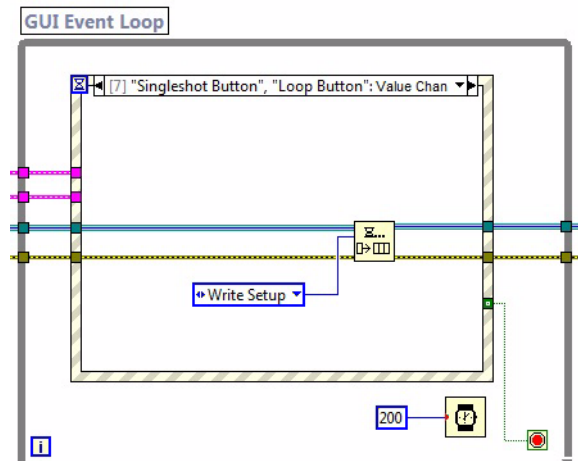 GUI Event Loop
[7] "Singleshot Button", "Loop Button": Value Chan
Write Setup
200
i